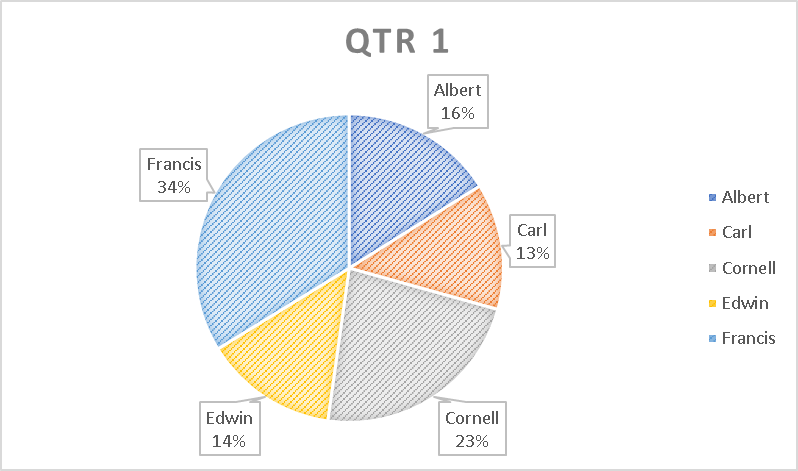 QTR 1
Albert
16%
Francis
34%
Carl
13%
Edwin
14%
Cornell
23%
Albert
Carl
Cornell
Edwin
Francis